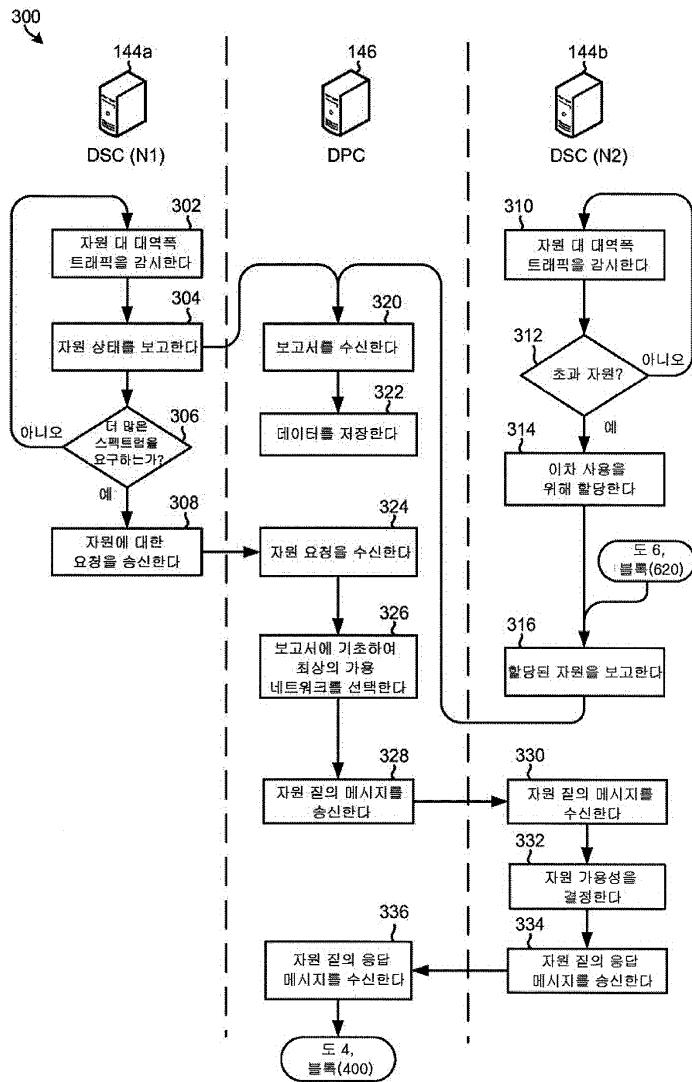 300
144a
146
144b
DSC (N1)
DPC
DSC (N2)
302
자원 대 대역폭
트래픽을 감시한다
304
자원 상태를 보고한다
아니오
306
더 많은
스펙트럼을
요구하는가?
예
308
자원에 대한
요청을 송신한다
320
보고서를 수신한다
322
데이터를 저장한다
324
자원 요청을 수신한다
326
보고서에 기초하여
최상의 가용
네트워크를 선택한다
328
자원 질의 메시지를
송신한다
336
자원 질의 응답
메시지를 수신한다
도 4,
블록(400)
310
자원 대 대역폭
트래픽을 감시한다
312
초과 자원?
아니오
예
314
이차 사용을
위해 할당한다
도 6,
블록(620)
316
할당된 자원을 보고한다
330
자원 질의 메시지를
수신한다
332
자원 가용성을
결정한다
334
자원 질의 응답
메시지를 송신한다